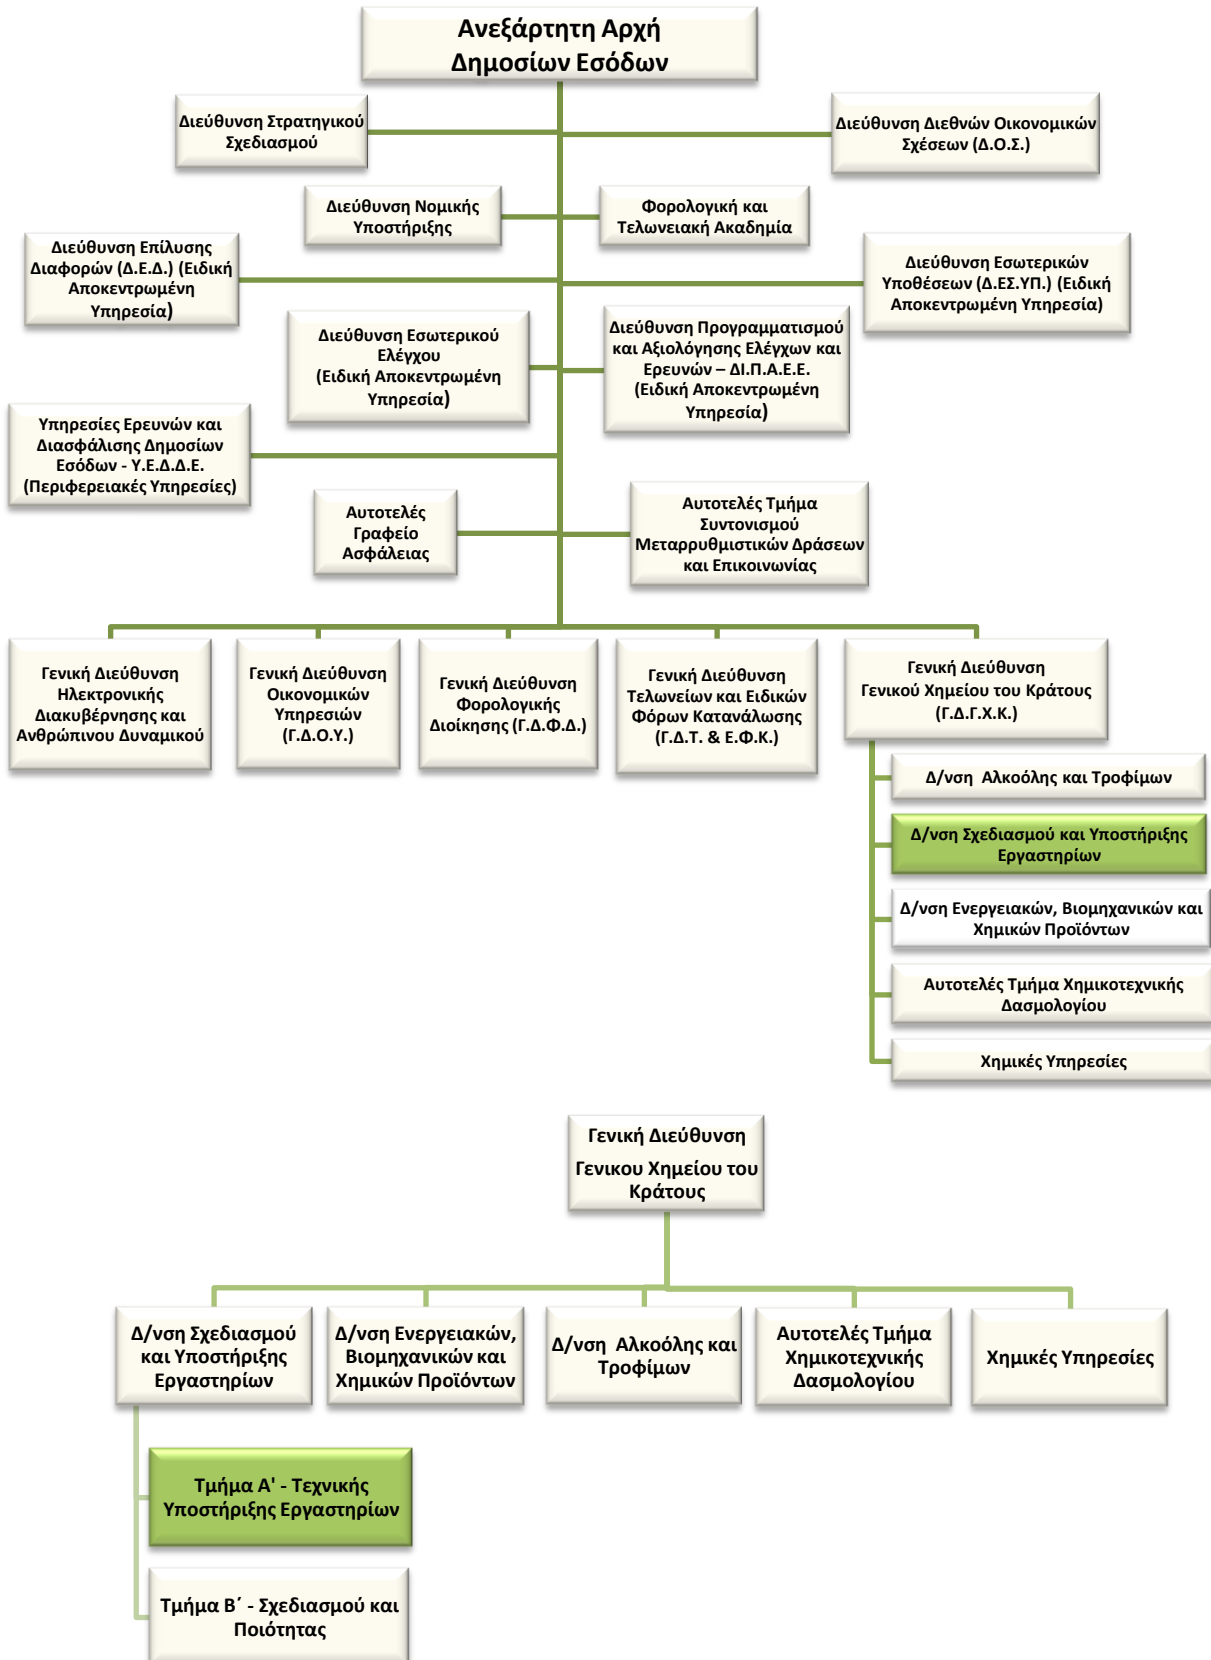 Ανεξάρτητη Αρχή
Δημοσίων Εσόδων
Διεύθυνση Στρατηγικού
Σχεδιασμού
Διεύθυνση Διεθνών Οικονομικών
Σχέσεων (Δ.Ο.Σ.)
Διεύθυνση Νομικής
Υποστήριξης
Φορολογική και
Τελωνειακή Ακαδημία
Διεύθυνση Επίλυσης
Διαφορών (Δ.Ε.Δ.) (Ειδική
Αποκεντρωμένη
Υπηρεσία)
Διεύθυνση Εσωτερικών
Υποθέσεων (Δ.ΕΣ.ΥΠ.) (Ειδική
Αποκεντρωμένη Υπηρεσία)
Διεύθυνση Εσωτερικού
Ελέγχου
(Ειδική Αποκεντρωμένη
Υπηρεσία)
Διεύθυνση Προγραμματισμού
και Αξιολόγησης Ελέγχων και
Ερευνών – ΔΙ.Π.Α.Ε.Ε.
(Ειδική Αποκεντρωμένη
Υπηρεσία)
Υπηρεσίες Ερευνών και
Διασφάλισης Δημοσίων
Εσόδων - Υ.Ε.Δ.Δ.Ε.
(Περιφερειακές Υπηρεσίες)
Αυτοτελές
Γραφείο
Ασφάλειας
Αυτοτελές Τμήμα
Συντονισμού
Μεταρρυθμιστικών Δράσεων
και Επικοινωνίας
Γενική Διεύθυνση
Ηλεκτρονικής
Διακυβέρνησης και
Ανθρώπινου Δυναμικού
Γενική Διεύθυνση
Οικονομικών
Υπηρεσιών
(Γ.Δ.Ο.Υ.)
Γενική Διεύθυνση
Φορολογικής
Διοίκησης (Γ.Δ.Φ.Δ.)
Γενική Διεύθυνση
Τελωνείων και Ειδικών
Φόρων Κατανάλωσης
(Γ.Δ.Τ. & Ε.Φ.Κ.)
Γενική Διεύθυνση
Γενικού Χημείου του Κράτους
(Γ.Δ.Γ.Χ.Κ.)
Δ/νση Αλκοόλης και Τροφίμων
Δ/νση Σχεδιασμού και Υποστήριξης
Εργαστηρίων
Δ/νση Ενεργειακών, Βιομηχανικών και
Χημικών Προϊόντων
Αυτοτελές Τμήμα Χημικοτεχνικής
Δασμολογίου
Χημικές Υπηρεσίες
Γενική Διεύθυνση
Γενικου Χημείου του
Κράτους
Δ/νση Σχεδιασμού
και Υποστήριξης
Εργαστηρίων
Δ/νση Ενεργειακών,
Βιομηχανικών και
Χημικών Προϊόντων
Δ/νση Αλκοόλης και
Τροφίμων
Αυτοτελές Τμήμα
Χημικοτεχνικής
Δασμολογίου
Χημικές Υπηρεσίες
Τμήμα Α' - Τεχνικής
Υποστήριξης Εργαστηρίων
Τμήμα Β΄ - Σχεδιασμού και
Ποιότητας